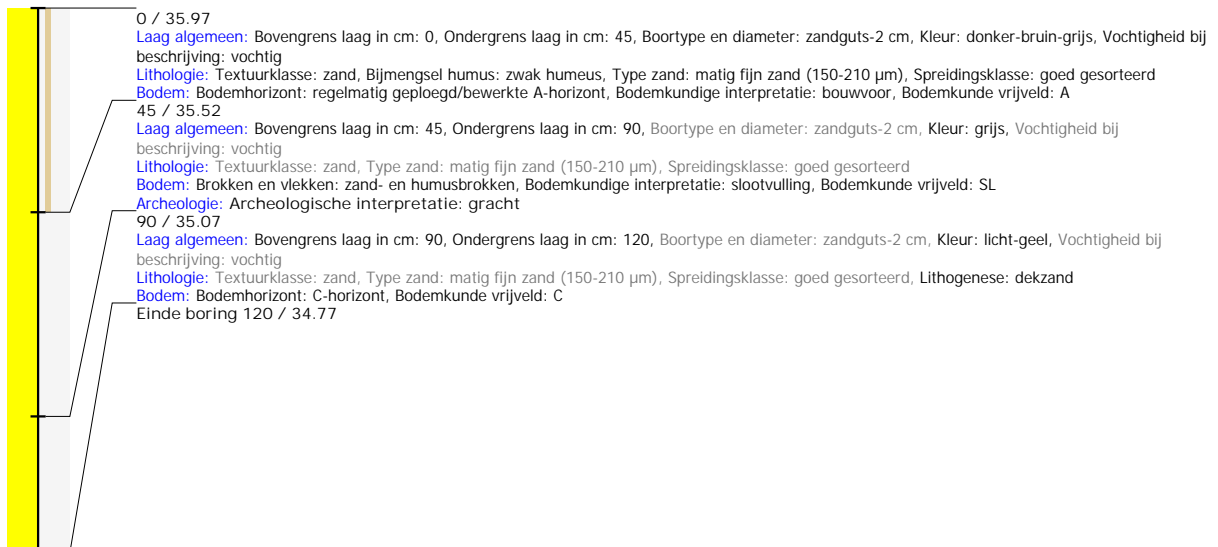 0 / 35.97
Laag algemeen: Bovengrens laag in cm: 0, Ondergrens laag in cm: 45, Boortype en diameter: zandguts-2 cm, Kleur: donker-bruin-grijs, Vochtigheid bij
beschrijving: vochtig
Lithologie: Textuurklasse: zand, Bijmengsel humus: zwak humeus, Type zand: matig fijn zand (150-210 µm), Spreidingsklasse: goed gesorteerd
Bodem: Bodemhorizont: regelmatig geploegd/bewerkte A-horizont, Bodemkundige interpretatie: bouwvoor, Bodemkunde vrijveld: A
45 / 35.52
Laag algemeen: Bovengrens laag in cm: 45, Ondergrens laag in cm: 90, Boortype en diameter: zandguts-2 cm, Kleur: grijs, Vochtigheid bij
beschrijving: vochtig
Lithologie: Textuurklasse: zand, Type zand: matig fijn zand (150-210 µm), Spreidingsklasse: goed gesorteerd
Bodem: Brokken en vlekken: zand- en humusbrokken, Bodemkundige interpretatie: slootvulling, Bodemkunde vrijveld: SL
Archeologie: Archeologische interpretatie: gracht
90 / 35.07
Laag algemeen: Bovengrens laag in cm: 90, Ondergrens laag in cm: 120, Boortype en diameter: zandguts-2 cm, Kleur: licht-geel, Vochtigheid bij
beschrijving: vochtig
Lithologie: Textuurklasse: zand, Type zand: matig fijn zand (150-210 µm), Spreidingsklasse: goed gesorteerd, Lithogenese: dekzand
Bodem: Bodemhorizont: C-horizont, Bodemkunde vrijveld: C
Einde boring 120 / 34.77